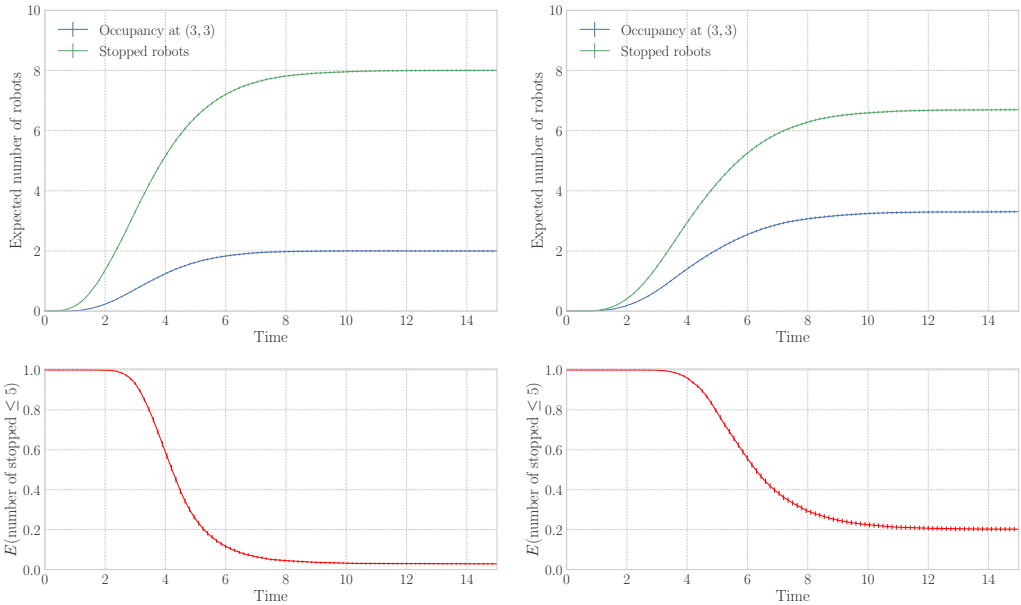 Expected number of robots
10
8
6
4
2
0
Occupancy at (3, 3)
Stopped robots
0 2 4 6 8 10 12 14
Time
Expected number of robots
10
8
6
4
2
0
Occupancy at (3, 3)
Stopped robots
0 2 4 6 8 10 12 14
Time
E(number of stopped ≤ 5)
1.0
0.8
0.6
0.4
0.2
0.0
0 2 4 6 8 10 12 14
Time
E(number of stopped ≤ 5)
1.0
0.8
0.6
0.4
0.2
0.0
0 2 4 6 8 10 12 14
Time